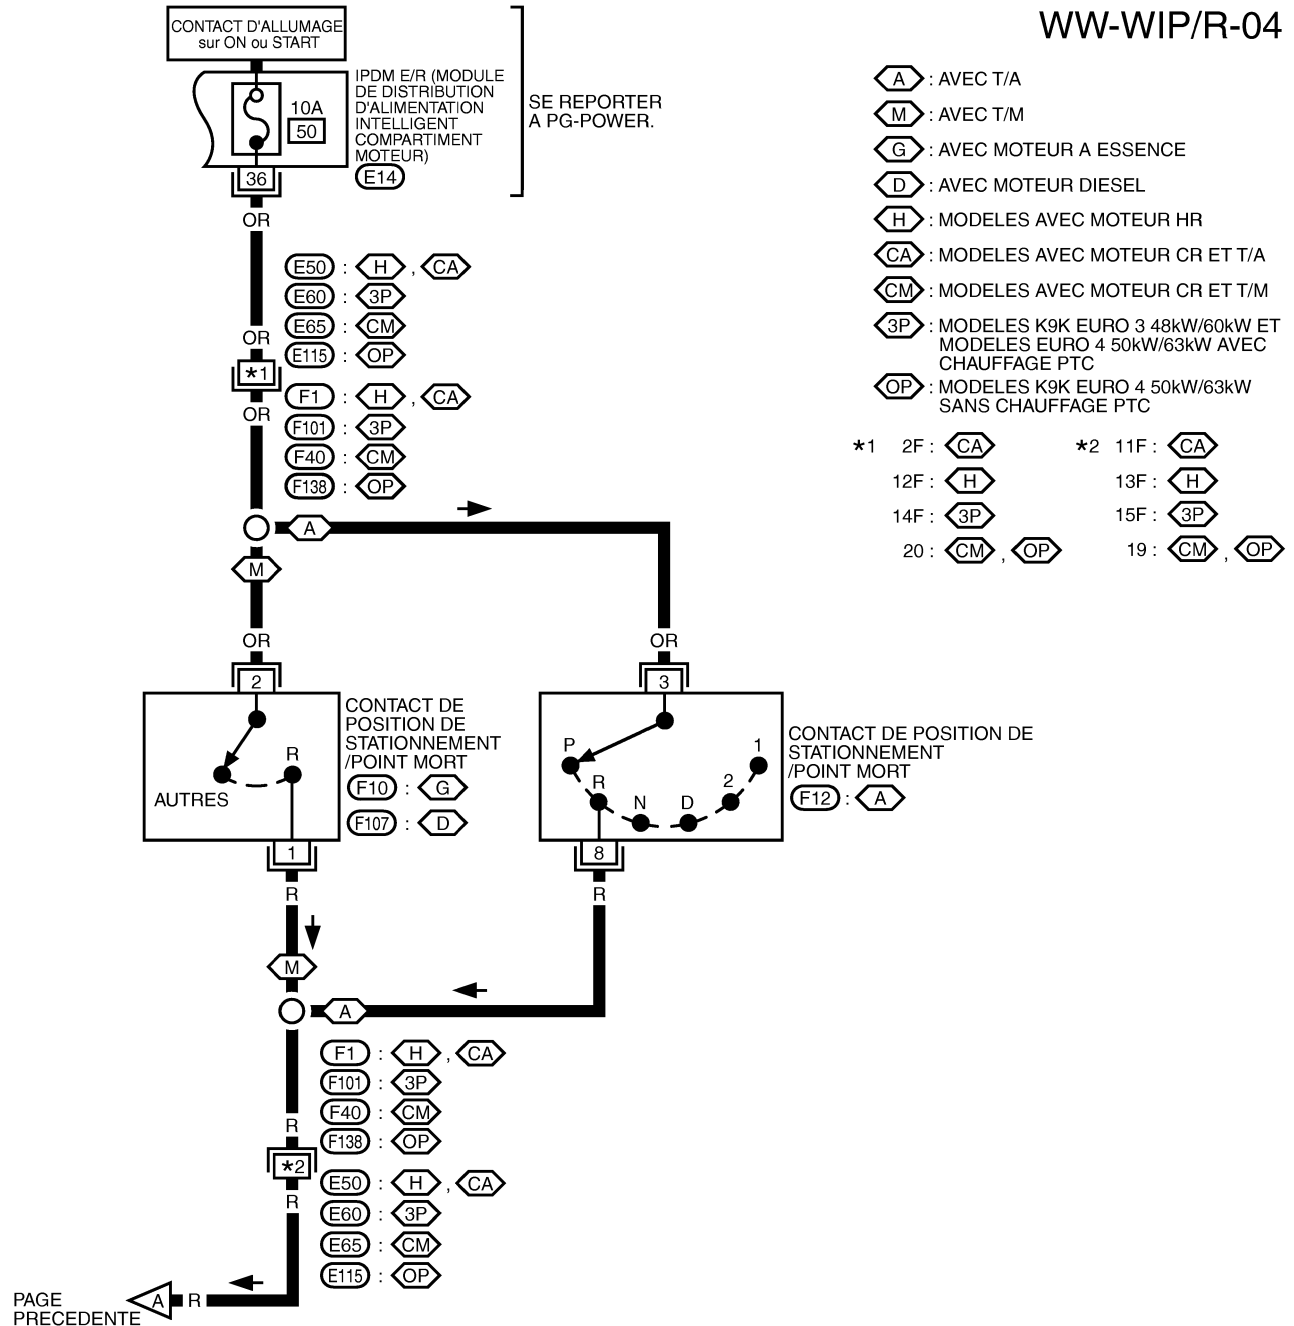 WW-WIP/R-04
CONTACT D'ALLUMAGE
sur ON ou START
10A
50
IPDM E/R (MODULE
DE DISTRIBUTION
D'ALIMENTATION
INTELLIGENT
COMPARTIMENT
MOTEUR)
E14
SE REPORTER
A PG-POWER.
36
OR
A : AVEC T/A
M : AVEC T/M
G : AVEC MOTEUR A ESSENCE
D : AVEC MOTEUR DIESEL
H : MODELES AVEC MOTEUR HR
CA : MODELES AVEC MOTEUR CR ET T/A
CM : MODELES AVEC MOTEUR CR ET T/M
3P : MODELES K9K EURO 3 48kW/60kW ET
MODELES EURO 4 50kW/63kW AVEC
CHAUFFAGE PTC
OP : MODELES K9K EURO 4 50kW/63kW
SANS CHAUFFAGE PTC
*1 2F : CA
12F : H
14F : 3P
20 : CM , OP
*2 11F : CA
13F : H
15F : 3P
19 : CM , OP
E50 : H , CA
E60 : 3P
E65 : CM
E115 : OP
OR
*1
OR
F1 : H , CA
F101 : 3P
F40 : CM
F138 : OP
A
M
OR
OR
2
3
CONTACT DE
POSITION DE
STATIONNEMENT
/POINT MORT
F10 : G
F107 : D
R
AUTRES
P
R
N
D
2
1
CONTACT DE POSITION DE
STATIONNEMENT
/POINT MORT
F12 : A
1
8
R
R
M
A
F1 : H , CA
F101 : 3P
F40 : CM
F138 : OP
R
*2
R
E50 : H , CA
E60 : 3P
E65 : CM
E115 : OP
PAGE
PRECEDENTE
A
R